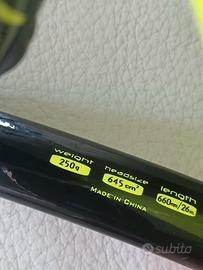 weight headsize length
250g 645 cm² 660mm/26in
MADE IN CHINA
subito